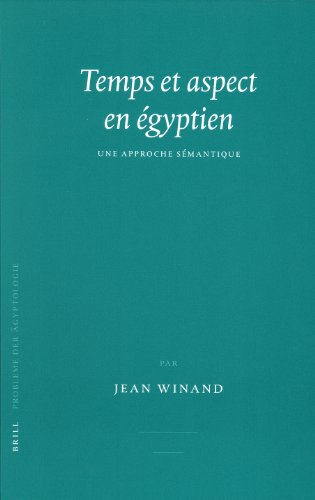 Temps et aspect
en égyptien
UNE APPROCHE SÉMANTIQUE
PAR
JEAN WINAND
BRILL PROBLEME DER ÄGYPTOLOGIE